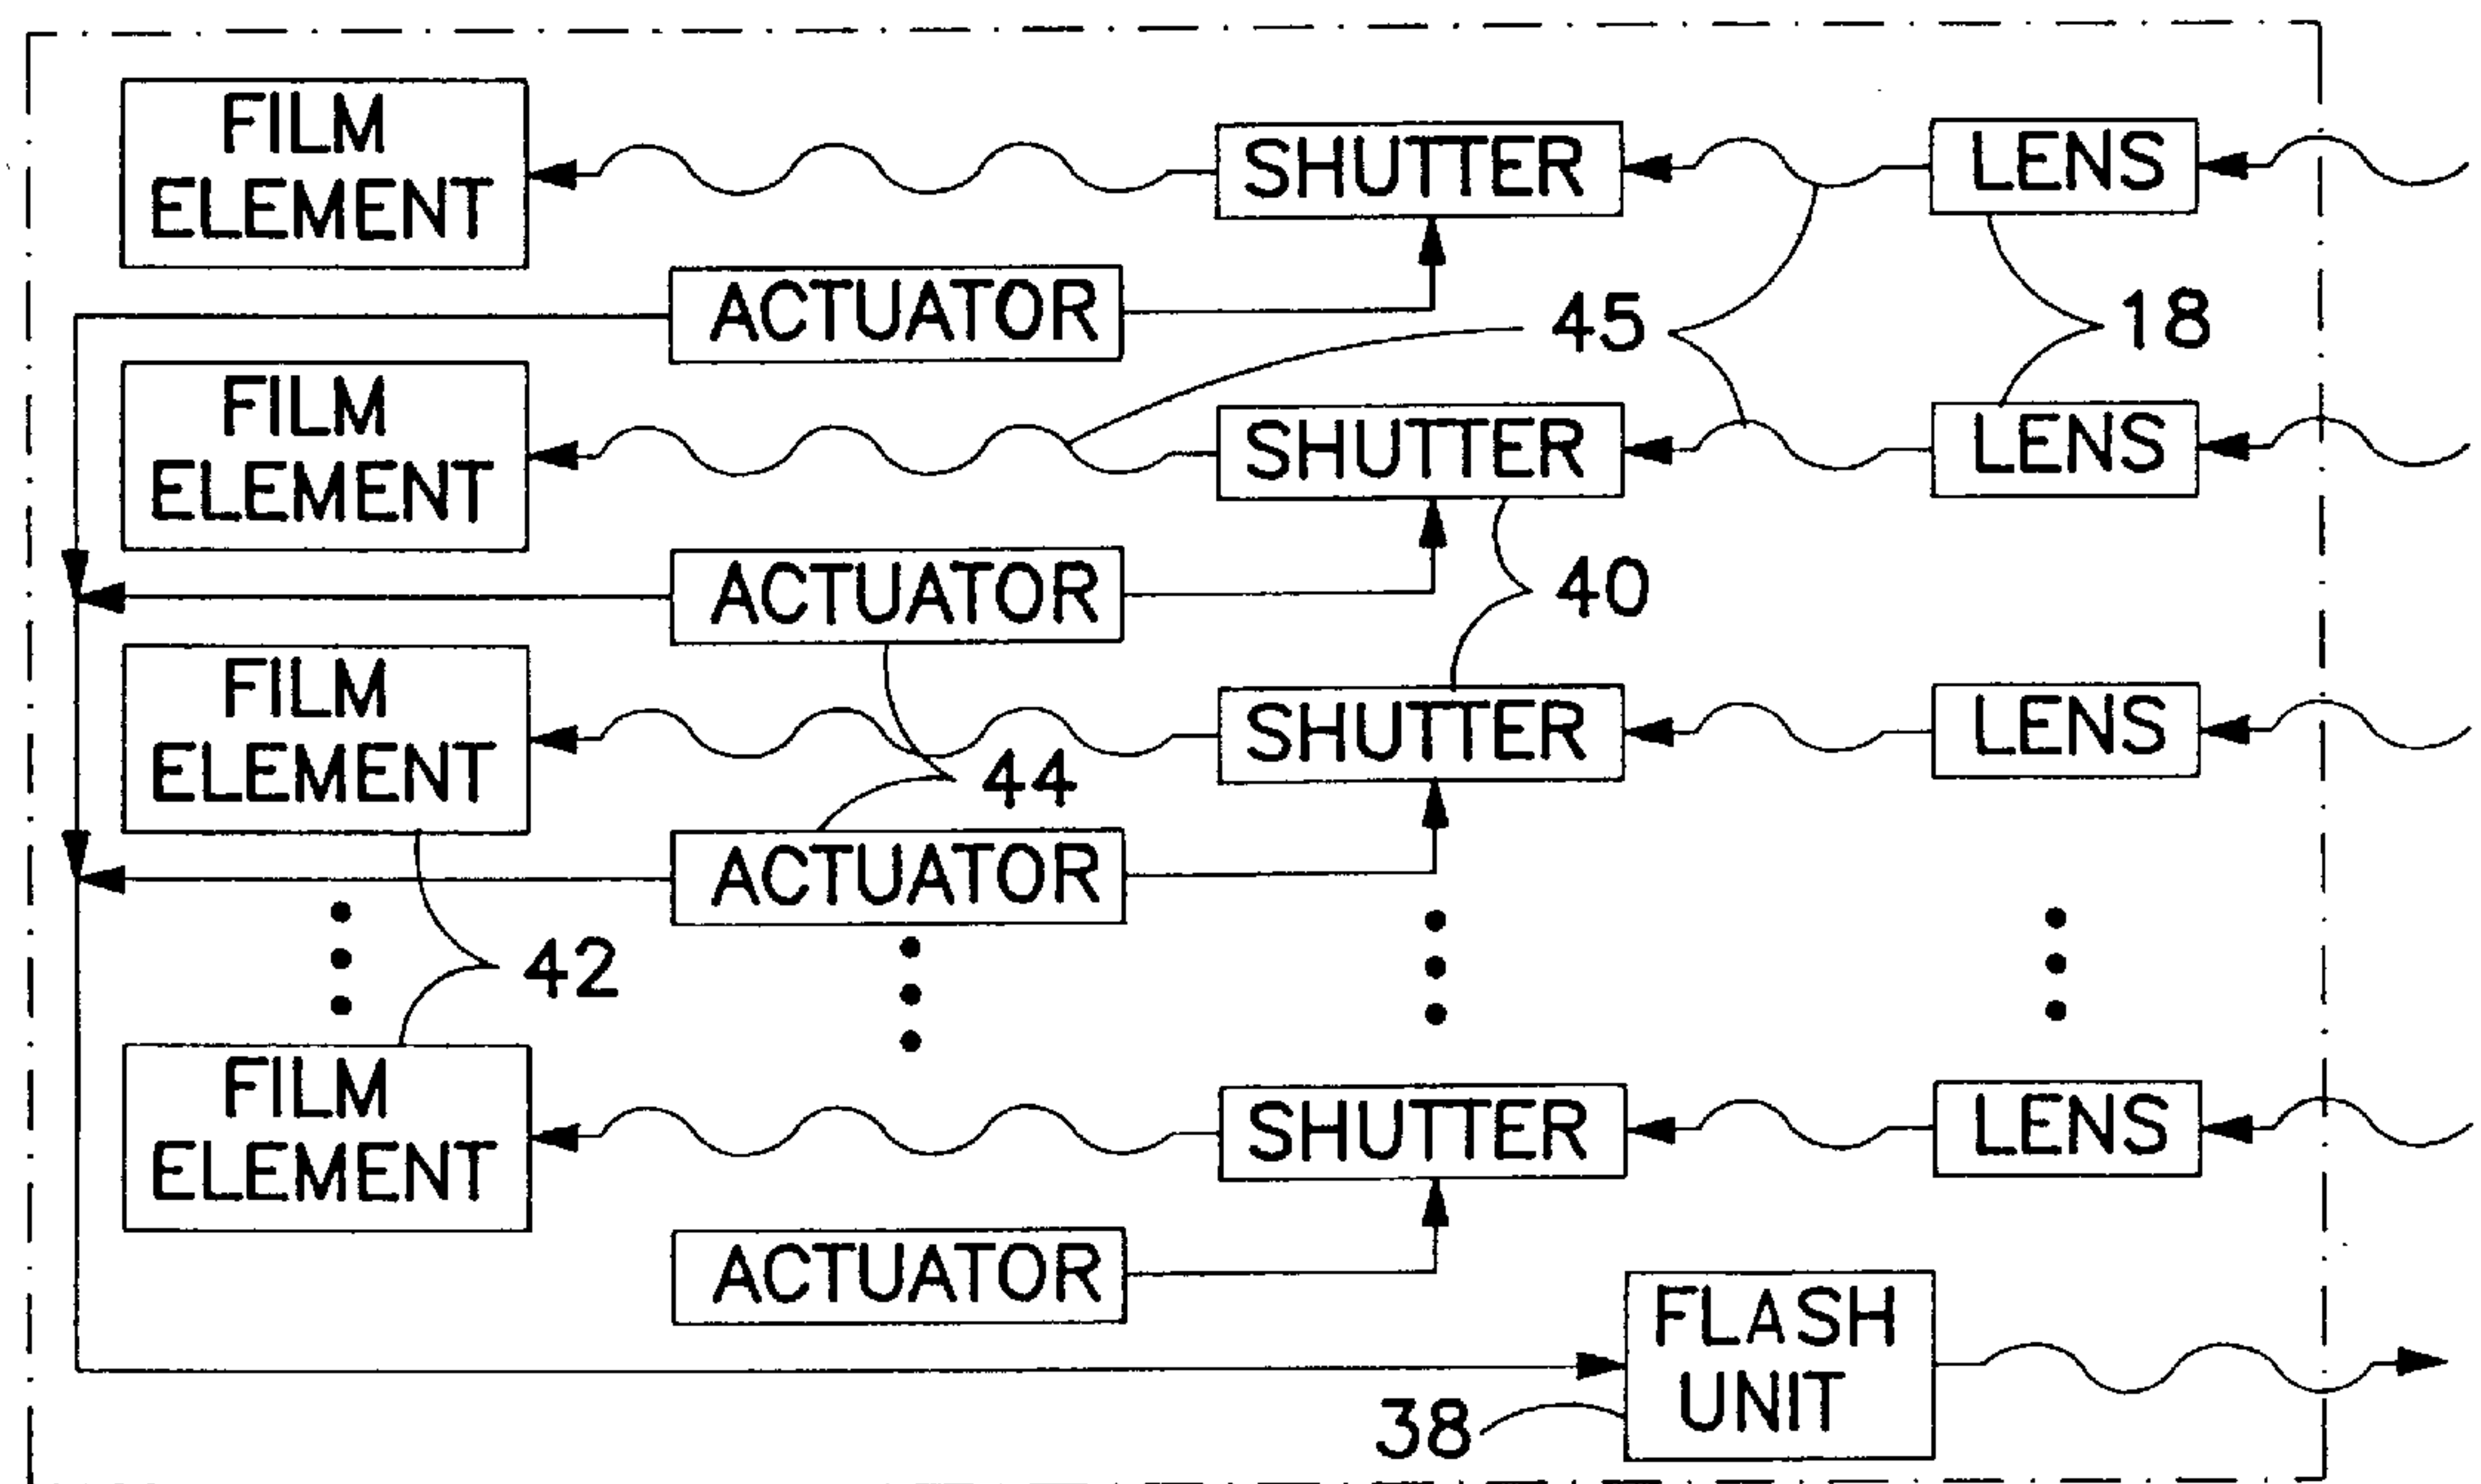 FILM
ELEMENT
SHUTTER
LENS
ACTUATOR
45
18
FILM
ELEMENT
SHUTTER
LENS
ACTUATOR
40
FILM
ELEMENT
SHUTTER
LENS
44
ACTUATOR
42
FILM
ELEMENT
SHUTTER
LENS
ACTUATOR
FLASH
UNIT
38